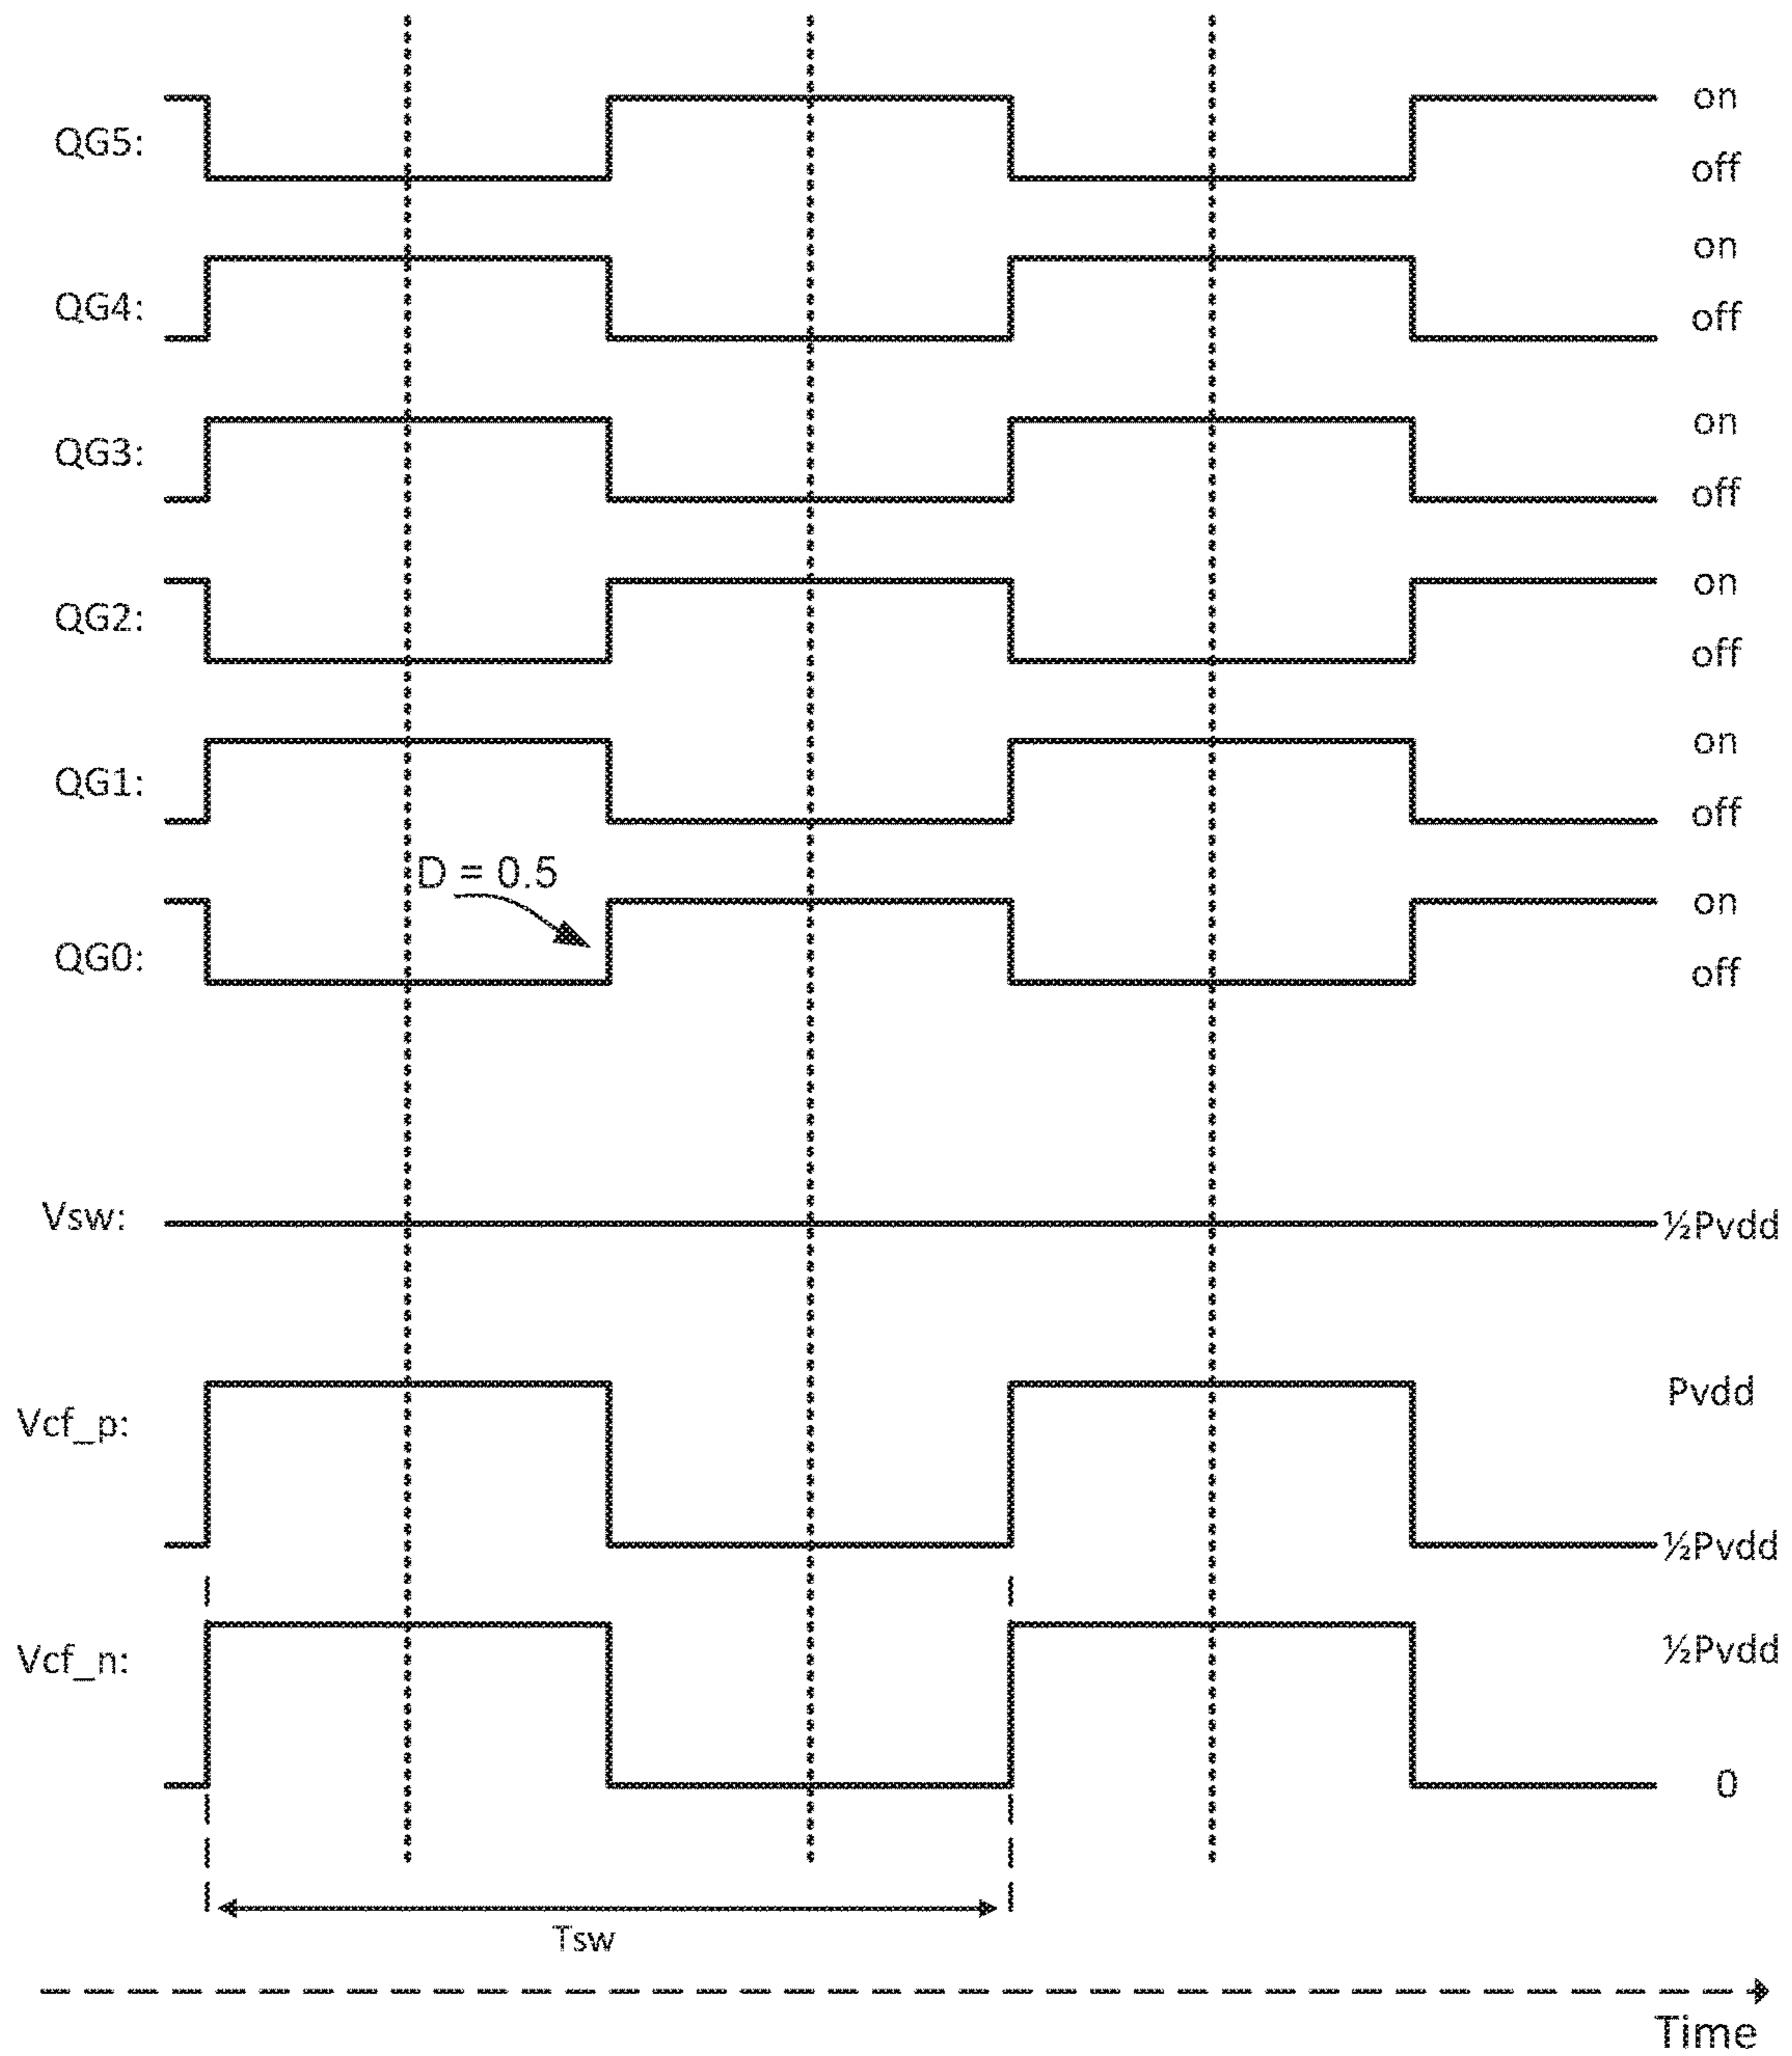 QG5:
on
off
QG4:
on
off
QG3:
on
off
QG2:
on
off
QG1:
on
off
D = 0.5
QG0:
on
off
Vsw:
½Pvdd
Vcf_p:
Pvdd
½Pvdd
Vcf_n:
½Pvdd
0
Tsw
Time